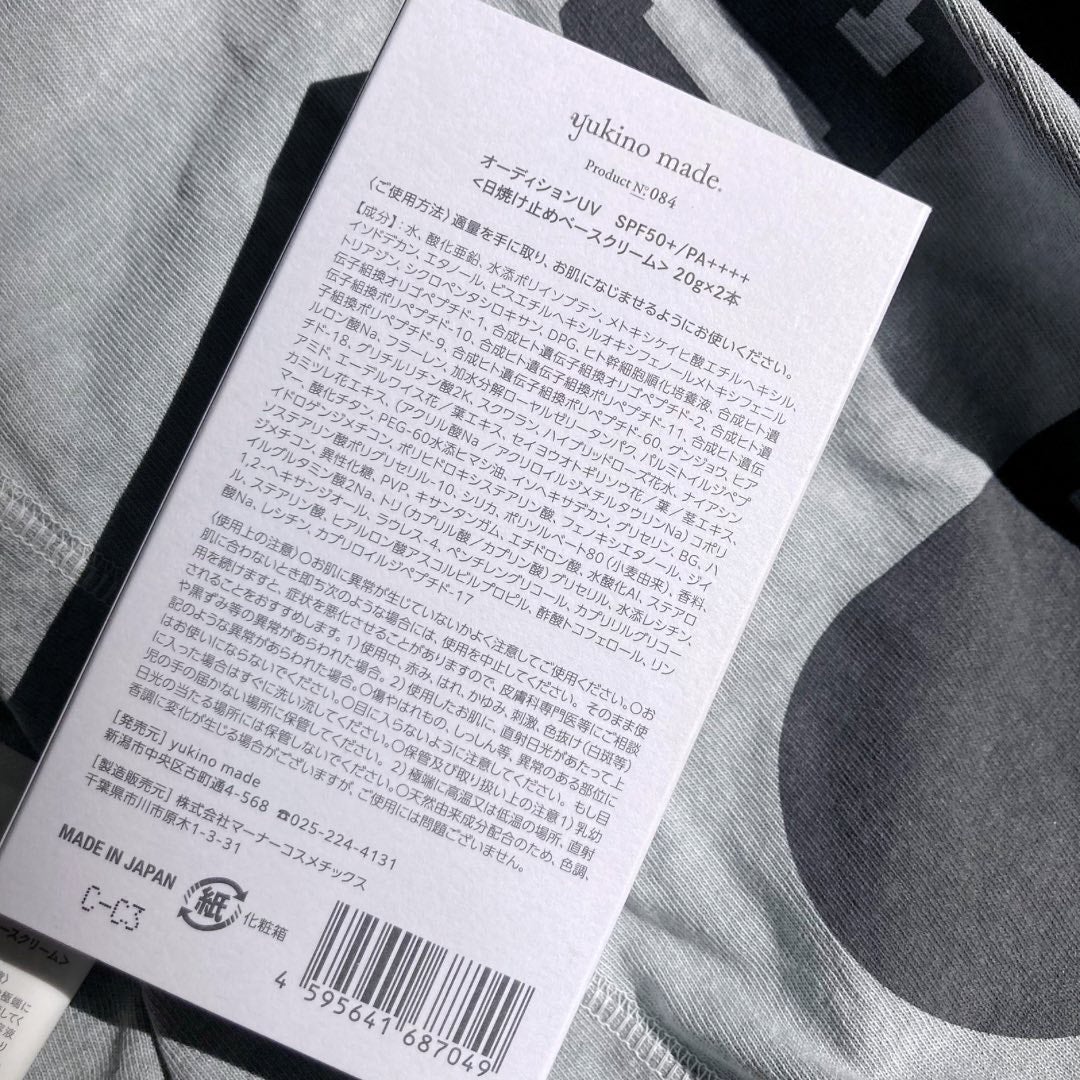 yukino made.
Product No 084
オーディションUV SPF50+/PA++++
<日焼け止めベースクリーム> 20g×2本
〈ご使用方法〉適量を手に取り、お肌になじませるようにお使いください。
【成分】:水、酸化亜鉛、水添ポリイソブテン、メトキシケイヒ酸エチルヘキシル、
インドデカン、エタノール、ビスエチルヘキシルオキシフェノールメトキシフェニル
トリアジン、シクロペンタシロキサン、DPG、ヒト幹細胞順化培養液、合成ヒト遺
伝子組換オリゴペプチド-1、合成ヒト遺伝子組換オリゴペプチド-2、合成ヒト遺
伝子組換ポリペプチド-10、合成ヒト遺伝子組換ポリペプチド-11、合成ヒト遺伝
子組換ポリペプチド-9、合成ヒト遺伝子組換ポリペプチド-60、グンジョウ、ヒア
ルロン酸Na、フラーレン、加水分解ローヤルゼリータンパク、パルミトイルジペプ
チド-18、グリチルリチン酸2K、スクワラン、ハイブリッドローズ花水、ナイアシン
アミド、エーデルワイス花/葉エキス、セイヨウオトギリソウ花/葉/茎エキス、
カミツレ花エキス、(アクリル酸Na/アクリロイルジメチルタウリンNa)コポリ
マー、酸化チタン、PEG-60水添ヒマシ油、イソヘキサデカン、グリセリン、BG、ハ
イドロゲンジメチコン、ポリヒドロキシステアリン酸、フェノキシエタノール、ジイ
ソステアリン酸ポリグリセリル-10、シリカ、ポリソルベート80、(小麦由来)、香料、
ジメチコン、異性化糖、PVP、キサンタンガム、エチドロン酸、水酸化Al、ステアロ
イルグルタミン酸2Na、トリ(カプリル酸/カプリン酸)グリセリル、水添レシチン、
1,2-ヘキサンジオール、ラウレス-4、ペンチレングリコール、カプリリルグリコー
ル、ステアリン酸、ヒアルロン酸アスコルビルプロピル、酢酸トコフェロール、リン
酸Na、レシチン、カプロイルジペプチド-17
〈使用上の注意〉○お肌に異常が生じていないかよく注意してご使用ください。○お
肌に合わないとき即ち次のような場合には、使用を中止してください。そのまま使
用を続けますと、症状を悪化させることがありますので、皮膚科専門医等にご相談
されることをおすすめします。1)使用中、赤み、はれ、かゆみ、刺激、色抜け(白斑等)
や黒ずみ等の異常があらわれた場合。2)使用したお肌に、直射日光があたって、上
記のような異常があらわれた場合。○傷やはれもの、しっしん等、異常のある部位に
はお使いにならないでください。○目に入らないように注意してください。もし目
に入った場合はすぐに洗い流してください。○保管及び取り扱い上の注意1)乳幼
児の手の届かない場所に保管してください。2)極端に高温又は低温の場所、直射
日光の当たる場所には保管しないでください。○天然由来成分配合のため、色調、
香調に変化が生じる場合がございますが、ご使用には問題ございません。
[発売元] yukino made
新潟市中央区古町通4-568 ☎025-224-4131
[製造販売元] 株式会社マーナーコスメチックス
千葉県市川市原木1-3-31
MADE IN JAPAN
紙 化粧箱
C-C3
4 595641 687049
ースクリーム>